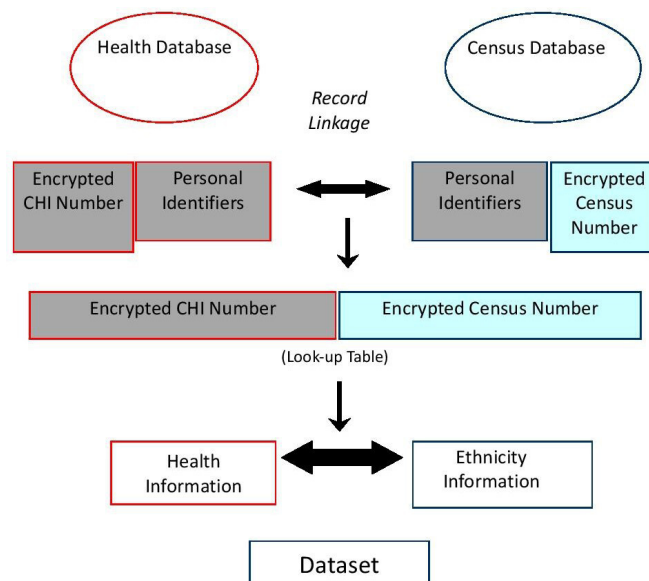 Health Database
Census Database
Record
Linkage
Encrypted
CHI Number
Personal
Identifiers
Personal
Identifiers
Encrypted
Census
Number
Encrypted CHI Number
Encrypted Census Number
(Look-up Table)
Health
Information
Ethnicity
Information
Dataset